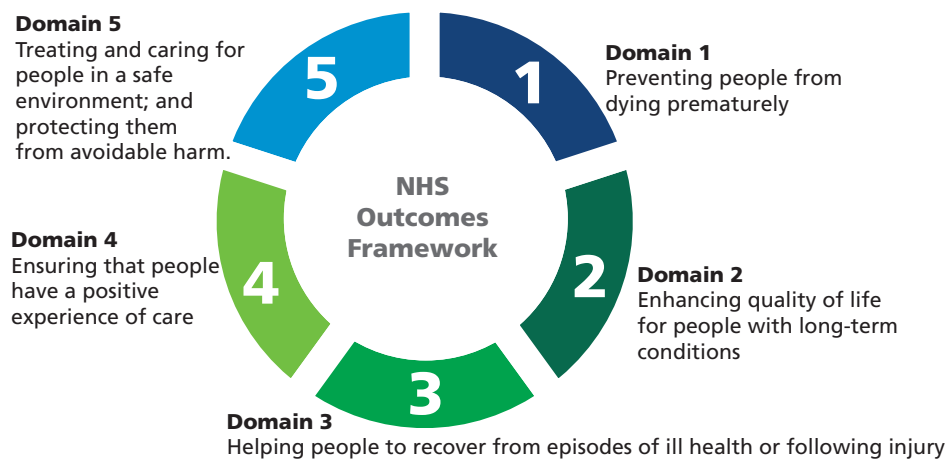 Domain 5
Treating and caring for
people in a safe
environment; and
protecting them
from avoidable harm.
5
1
Domain 1
Preventing people from
dying prematurely
NHS
Outcomes
Framework
Domain 4
Ensuring that people
have a positive
experience of care
4
2
Domain 2
Enhancing quality of life
for people with long-term
conditions
3
Domain 3
Helping people to recover from episodes of ill health or following injury